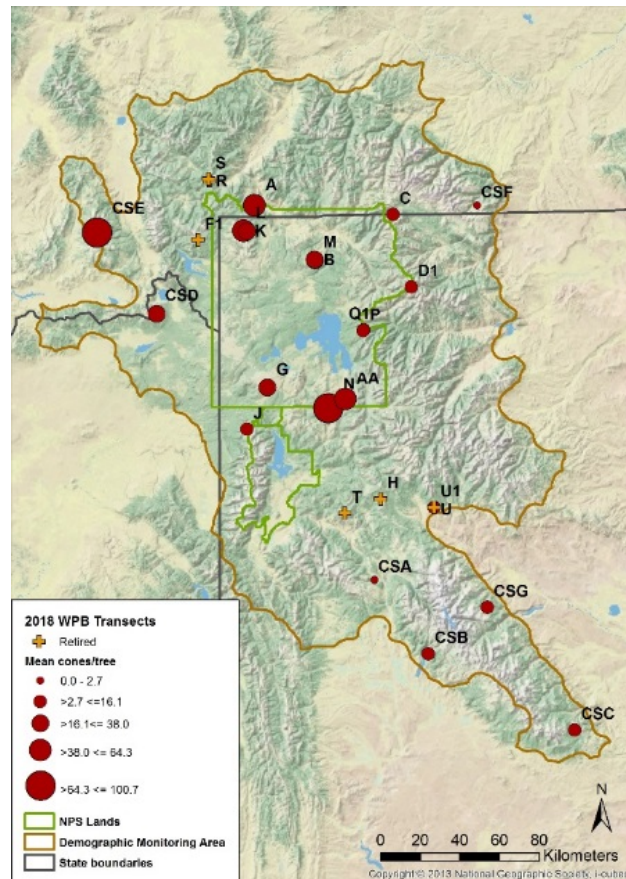 S
R
A
L
C
CSF
CSE
F1
K
M
B
D1
CSD
Q1P
G
N
AA
J
H
T
U1
U
CSA
CSG
CSB
CSC
2018 WPB Transects
Retired
Mean cones/tree
0.0 - 2.7
>2.7 <=16.1
>16.1<= 38.0
>38.0 <= 64.3
>64.3 <= 100.7
NPS Lands
Demographic Monitoring Area
State boundaries
N
0 20 40 60 80
Kilometers
Copyright:© 2013 National Geographic Society, i-cubed